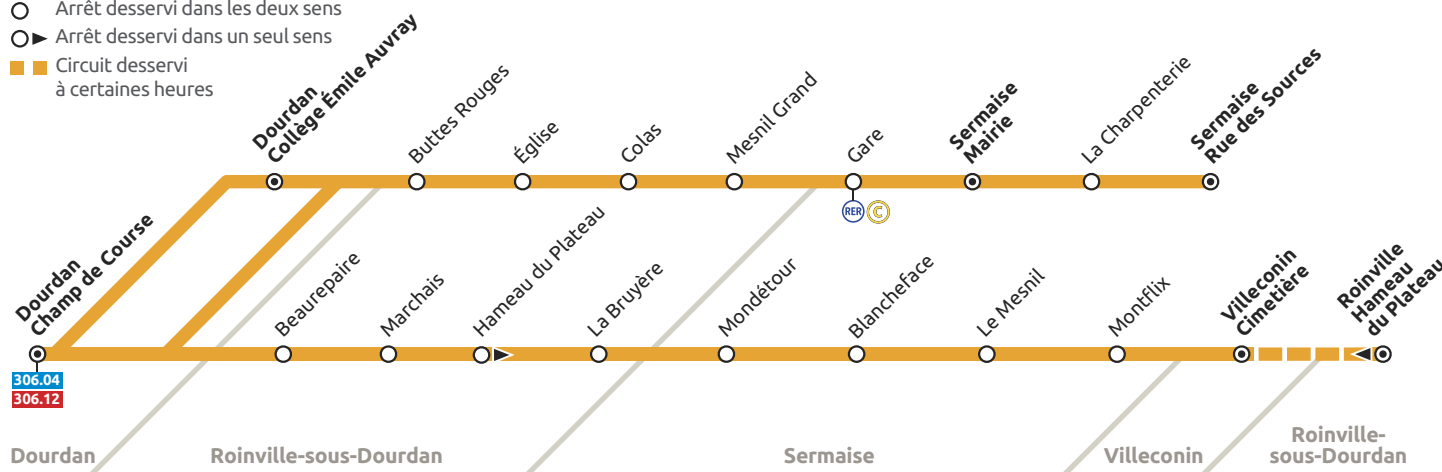 Arrêt desservi dans les deux sens
Arrêt desservi dans un seul sens
Circuit desservi
à certaines heures
Dourdan
Collège Émile Auvray
Buttes Rouges
Église
Colas
Mesnil Grand
Gare
RER C
Sermaise
Mairie
La Charpenterie
Sermaise
Rue des Sources
Dourdan
Champ de Course
306.04
306.12
Beaurepaire
Marchais
Hameau du Plateau
La Bruyère
Mondétour
Blancheface
Le Mesnil
Montflix
Villeconin
Cimetière
Roinville
Hameau
du Plateau
Dourdan
Roinville-sous-Dourdan
Sermaise
Villeconin
Roinville-
sous-Dourdan